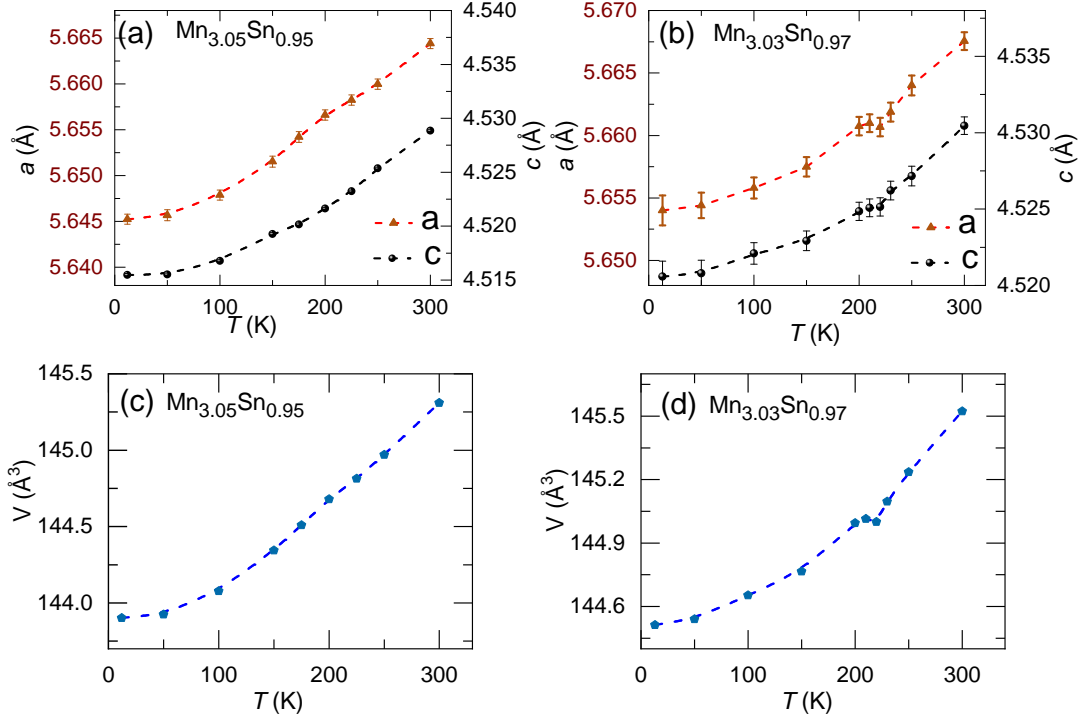 (a) Mn3.05Sn0.95
5.665
5.660
5.655
5.650
5.645
5.640
a (Å)
4.540
4.535
4.530
4.525
4.520
4.515
c (Å)
a
c
0 100 200 300
T (K)
(b) Mn3.03Sn0.97
5.670
5.665
5.660
5.655
5.650
a (Å)
4.535
4.530
4.525
4.520
c (Å)
a
c
0 100 200 300
T (K)
(c) Mn3.05Sn0.95
145.5
145.0
144.5
144.0
V (Å3)
0 100 200 300
T (K)
(d) Mn3.03Sn0.97
145.5
145.2
144.9
144.6
V (Å3)
0 100 200 300
T (K)